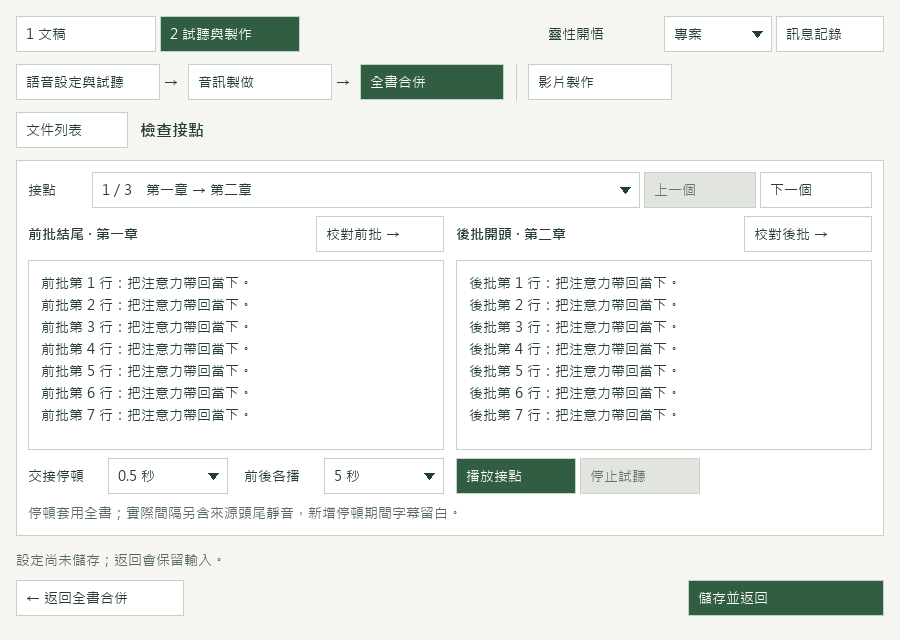 1 文稿　2 試聽與製作　靈性開悟　專案　訊息記錄
語音設定與試聽 → 音訊製做 → 全書合併　影片製作
文件列表　檢查接點
接點　1 / 3　第一章 → 第二章　上一個　下一個
前批結尾 · 第一章　校對前批 →　後批開頭 · 第二章　校對後批 →
前批第 1 行：把注意力帶回當下。
前批第 2 行：把注意力帶回當下。
前批第 3 行：把注意力帶回當下。
前批第 4 行：把注意力帶回當下。
前批第 5 行：把注意力帶回當下。
前批第 6 行：把注意力帶回當下。
前批第 7 行：把注意力帶回當下。
後批第 1 行：把注意力帶回當下。
後批第 2 行：把注意力帶回當下。
後批第 3 行：把注意力帶回當下。
後批第 4 行：把注意力帶回當下。
後批第 5 行：把注意力帶回當下。
後批第 6 行：把注意力帶回當下。
後批第 7 行：把注意力帶回當下。
交接停頓　0.5 秒　前後各播　5 秒　播放接點　停止試聽
停頓套用全書；實際間隔另含來源頭尾靜音，新增停頓期間字幕留白。
設定尚未儲存；返回會保留輸入。
← 返回全書合併　儲存並返回